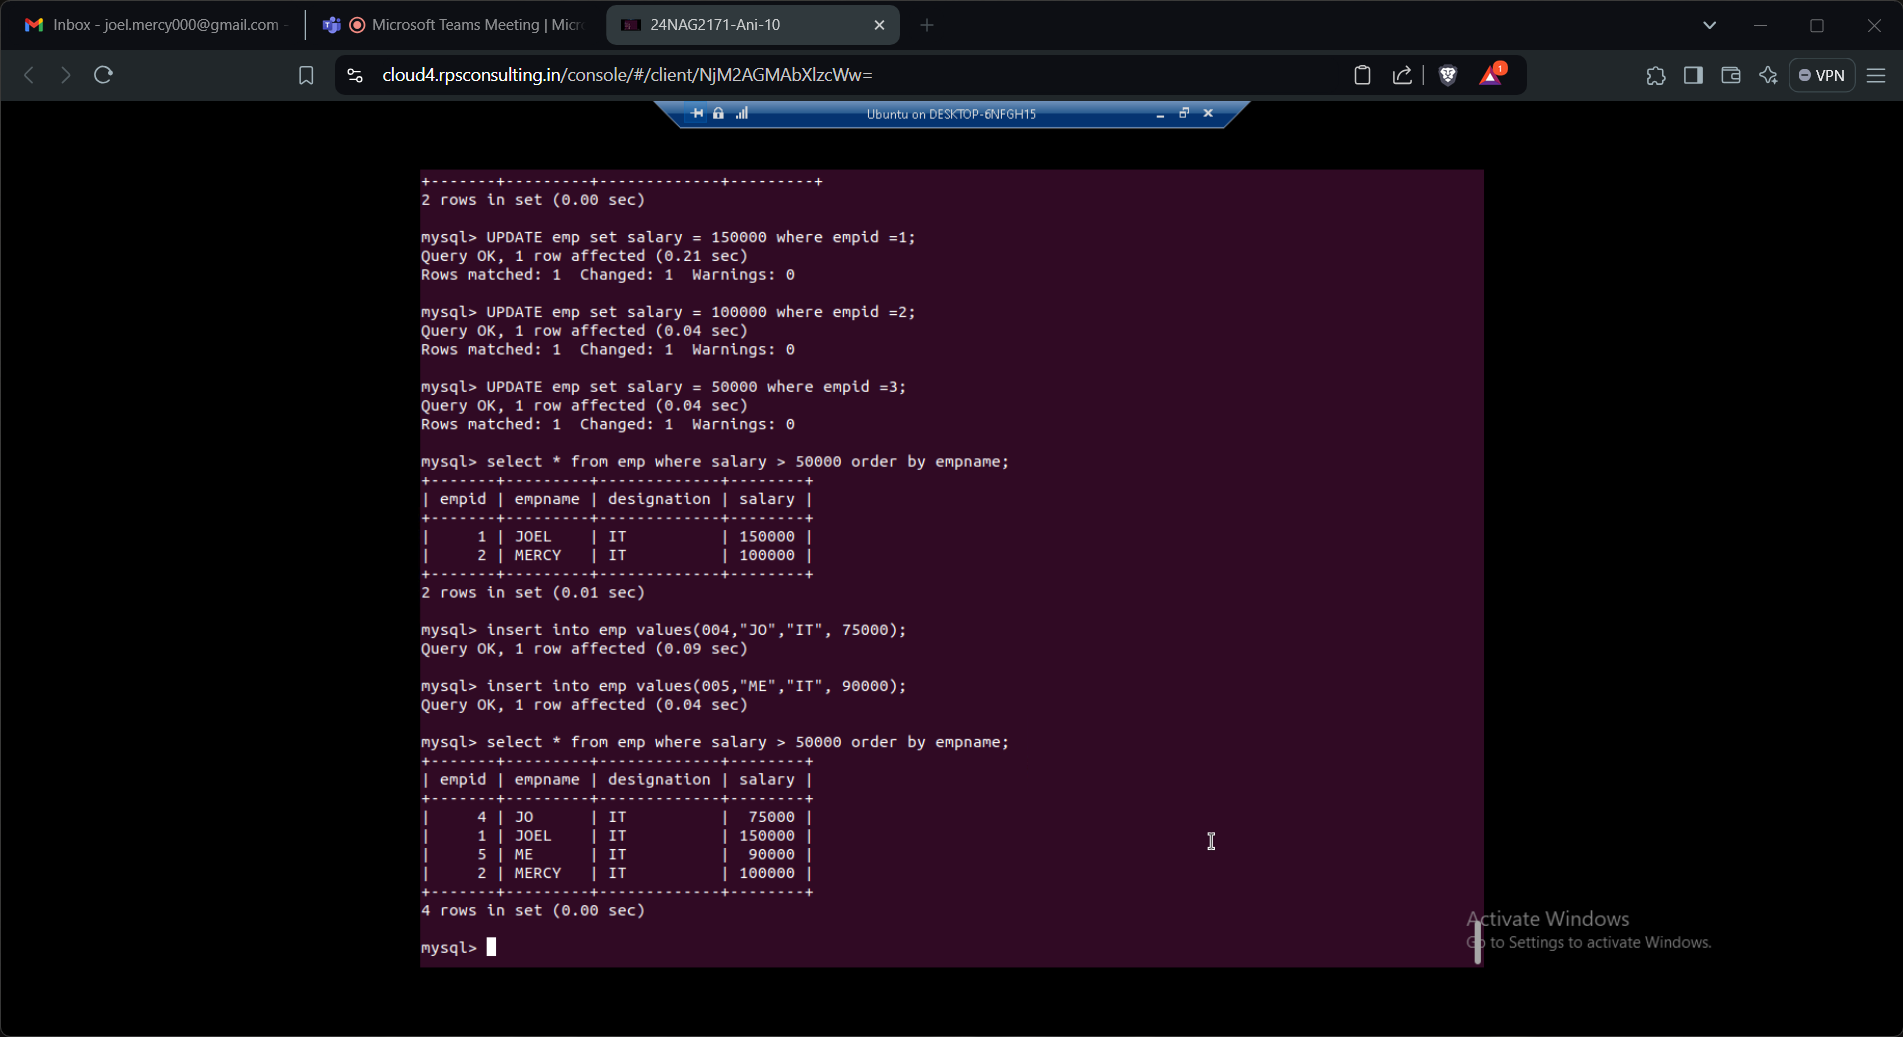 Inbox - joel.mercy000@gmail.com -
Microsoft Teams Meeting | Micr
24NAG2171-Ani-10
cloud4.rpsconsulting.in/console/#/client/NjM2AGMAbXlzcWw=
1
VPN
Ubuntu on DESKTOP-6NFGH15
+-------+---------+-------------+---------+
2 rows in set (0.00 sec)
mysql> UPDATE emp set salary = 150000 where empid =1;
Query OK, 1 row affected (0.21 sec)
Rows matched: 1  Changed: 1  Warnings: 0
mysql> UPDATE emp set salary = 100000 where empid =2;
Query OK, 1 row affected (0.04 sec)
Rows matched: 1  Changed: 1  Warnings: 0
mysql> UPDATE emp set salary = 50000 where empid =3;
Query OK, 1 row affected (0.04 sec)
Rows matched: 1  Changed: 1  Warnings: 0
mysql> select * from emp where salary > 50000 order by empname;
+-------+---------+-------------+--------+
| empid | empname | designation | salary |
+-------+---------+-------------+--------+
|     1 | JOEL    | IT          | 150000 |
|     2 | MERCY   | IT          | 100000 |
+-------+---------+-------------+--------+
2 rows in set (0.01 sec)
mysql> insert into emp values(004,"JO","IT", 75000);
Query OK, 1 row affected (0.09 sec)
mysql> insert into emp values(005,"ME","IT", 90000);
Query OK, 1 row affected (0.04 sec)
mysql> select * from emp where salary > 50000 order by empname;
+-------+---------+-------------+--------+
| empid | empname | designation | salary |
+-------+---------+-------------+--------+
|     4 | JO      | IT          |  75000 |
|     1 | JOEL    | IT          | 150000 |
|     5 | ME      | IT          |  90000 |
|     2 | MERCY   | IT          | 100000 |
+-------+---------+-------------+--------+
4 rows in set (0.00 sec)
mysql>
Activate Windows
Go to Settings to activate Windows.